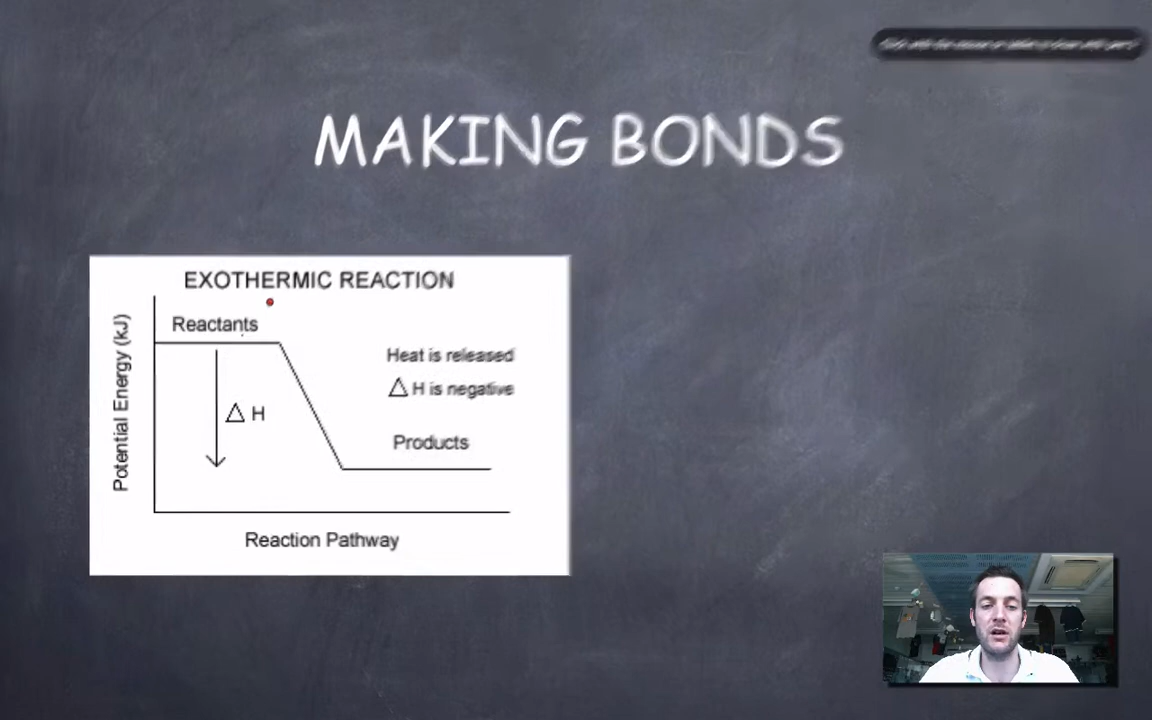 MAKING BONDS
EXOTHERMIC REACTION
Reactants
Potential Energy (kJ)
Heat is released
△ H is negative
△ H
Products
Reaction Pathway